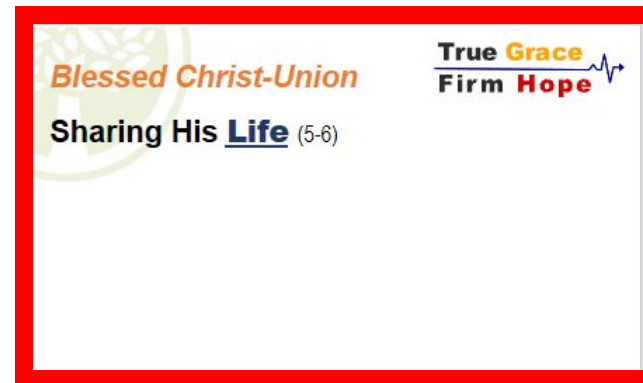 True Grace
Firm Hope
Blessed Christ-Union
Sharing His Life (5-6)